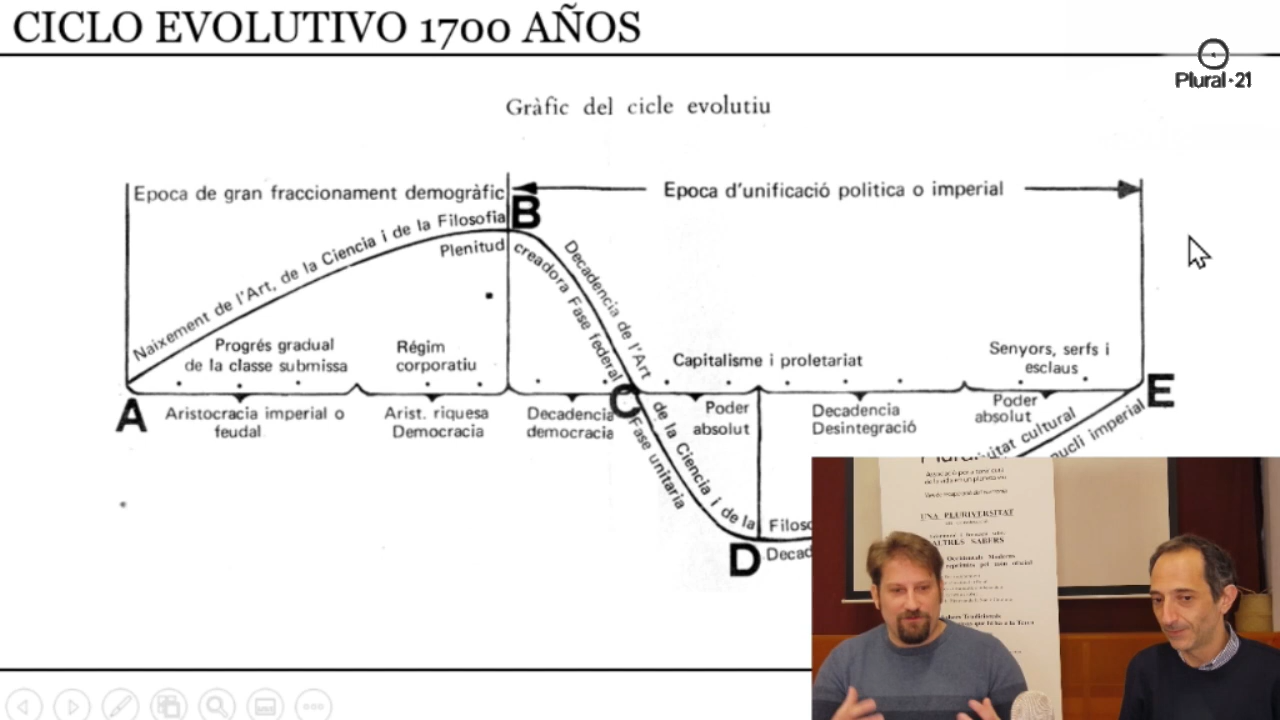 CICLO EVOLUTIVO 1700 AÑOS
Plural·21
Gràfic del cicle evolutiu
Epoca de gran fraccionament demogràfic
Epoca d'unificació politica o imperial
B
Naixement de l'Art, de la Ciencia i de la Filosofia
Plenitud creadora Fase federal
Decadencia de l'Art
de la Ciencia i de la
Fase unitaria
Progrés gradual
de la classe submissa
Régim
corporatiu
Capitalisme i proletariat
Senyors, serfs i
esclaus
A
C
E
Aristocracia imperial o
feudal
Arist. riquesa
Democracia
Decadencia
democracia
Poder
absolut
Decadencia
Desintegració
Poder
absolut
cultural
imperial
D
UNA PLURIVERSITAT
ALTRES SABERS